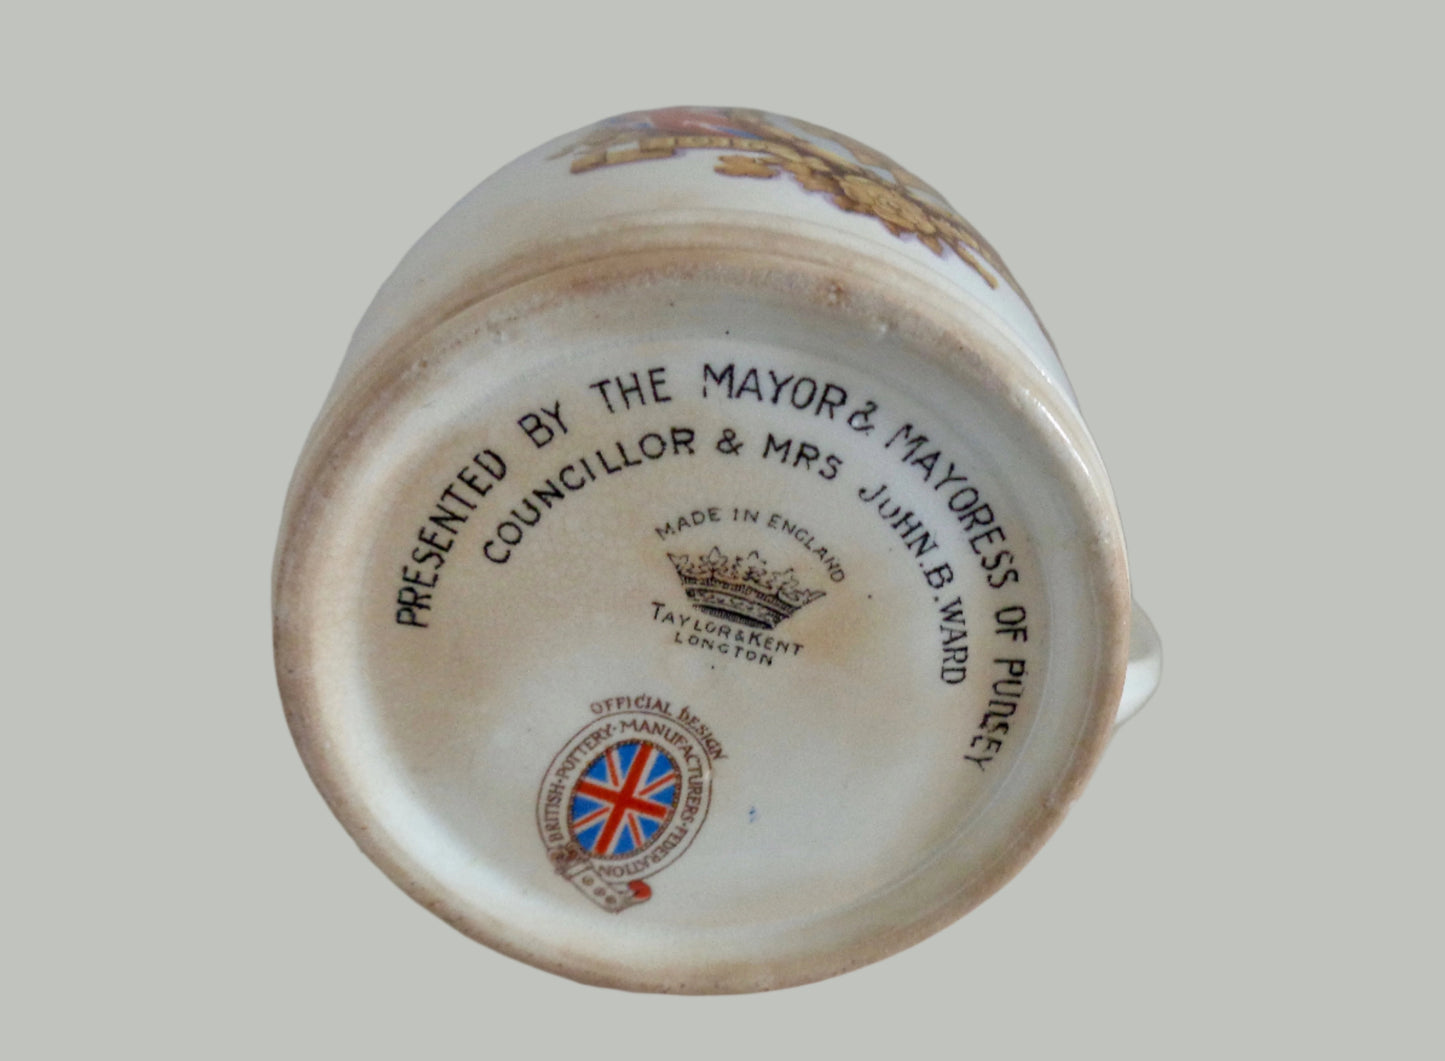 PRESENTED BY THE MAYOR & MAYORESS OF PUDSEY
COUNCILLOR & MRS JOHN.B.WARD
MADE IN ENGLAND
TAYLOR & KENT
LONGTON
OFFICIAL DESIGN
BRITISH·POTTERY·MANUFACTURERS·FEDERATION